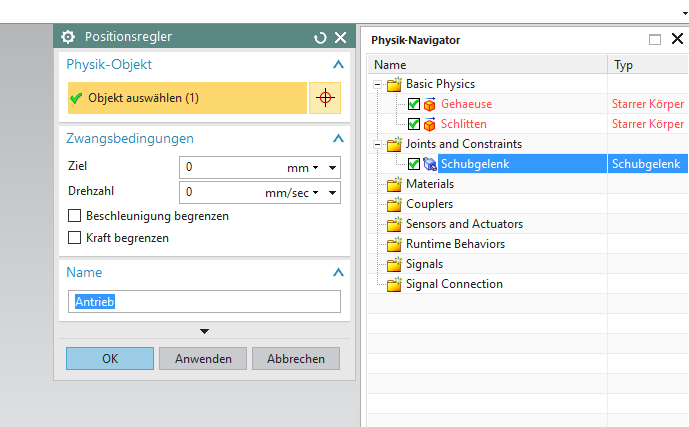 Positionsregler
Physik-Objekt
Objekt auswählen (1)
Zwangsbedingungen
Ziel 0 mm
Drehzahl 0 mm/sec
Beschleunigung begrenzen
Kraft begrenzen
Name
Antrieb
OK Anwenden Abbrechen
Physik-Navigator
Name Typ
Basic Physics
Gehaeuse Starrer Körper
Schlitten Starrer Körper
Joints and Constraints
Schubgelenk Schubgelenk
Materials
Couplers
Sensors and Actuators
Runtime Behaviors
Signals
Signal Connection